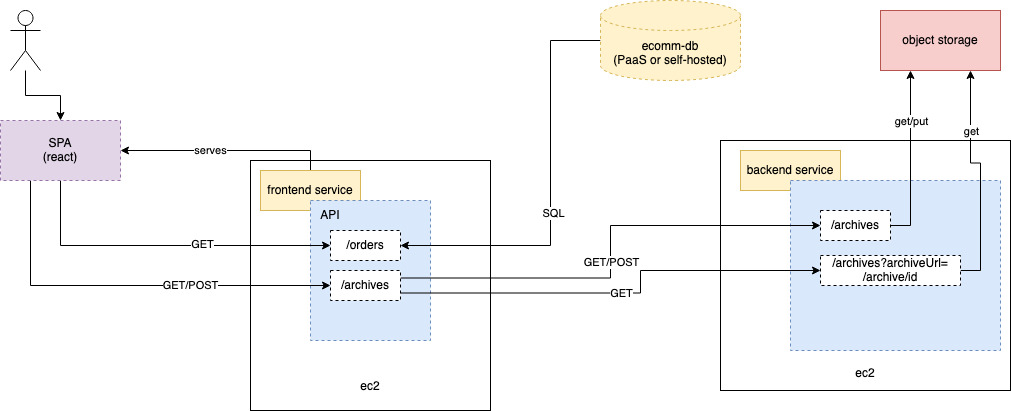 ecomm-db
(PaaS or self-hosted)
object storage
get/put
get
SPA
(react)
serves
frontend service
backend service
API
SQL
/orders
/archives
GET
GET/POST
GET/POST
GET
/archives
/archives?archiveUrl=
/archive/id
ec2
ec2